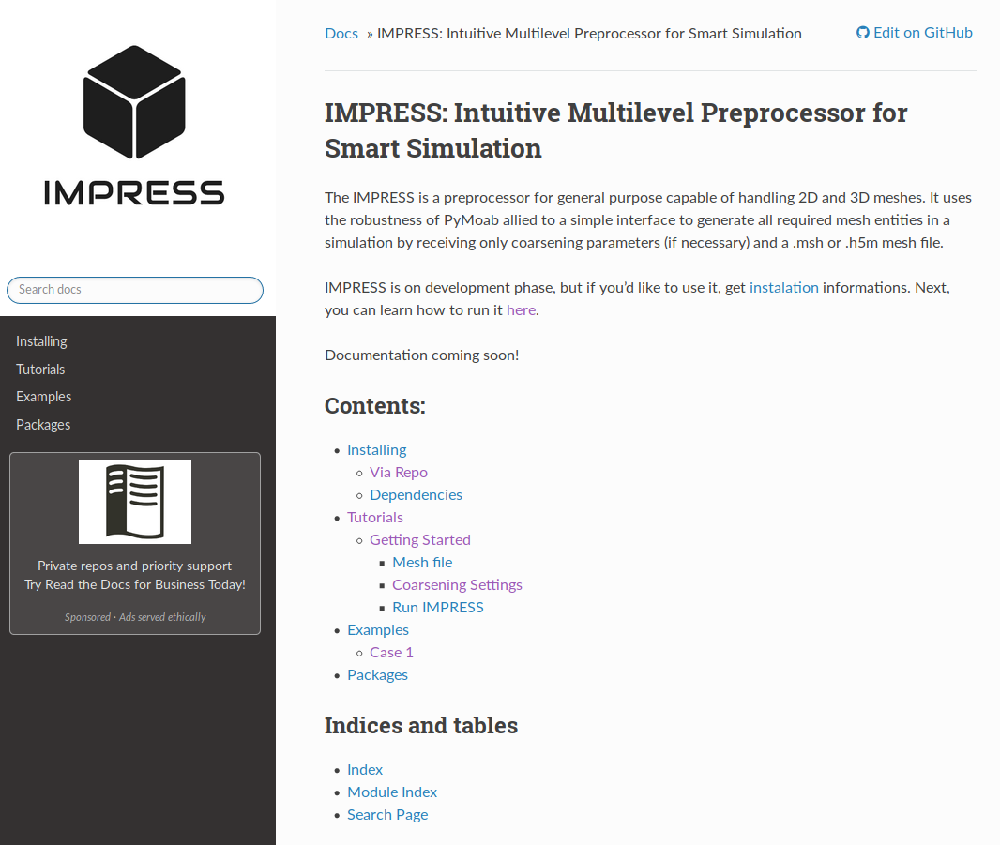 IMPRESS
Search docs
Installing
Tutorials
Examples
Packages
Private repos and priority support
Try Read the Docs for Business Today!
Sponsored · Ads served ethically
Docs » IMPRESS: Intuitive Multilevel Preprocessor for Smart Simulation
Edit on GitHub
IMPRESS: Intuitive Multilevel Preprocessor for
Smart Simulation
The IMPRESS is a preprocessor for general purpose capable of handling 2D and 3D meshes. It uses
the robustness of PyMoab allied to a simple interface to generate all required mesh entities in a
simulation by receiving only coarsening parameters (if necessary) and a .msh or .h5m mesh file.
IMPRESS is on development phase, but if you’d like to use it, get instalation informations. Next,
you can learn how to run it here.
Documentation coming soon!
Contents:
• Installing
○ Via Repo
○ Dependencies
• Tutorials
○ Getting Started
▪ Mesh file
▪ Coarsening Settings
▪ Run IMPRESS
• Examples
○ Case 1
• Packages
Indices and tables
• Index
• Module Index
• Search Page